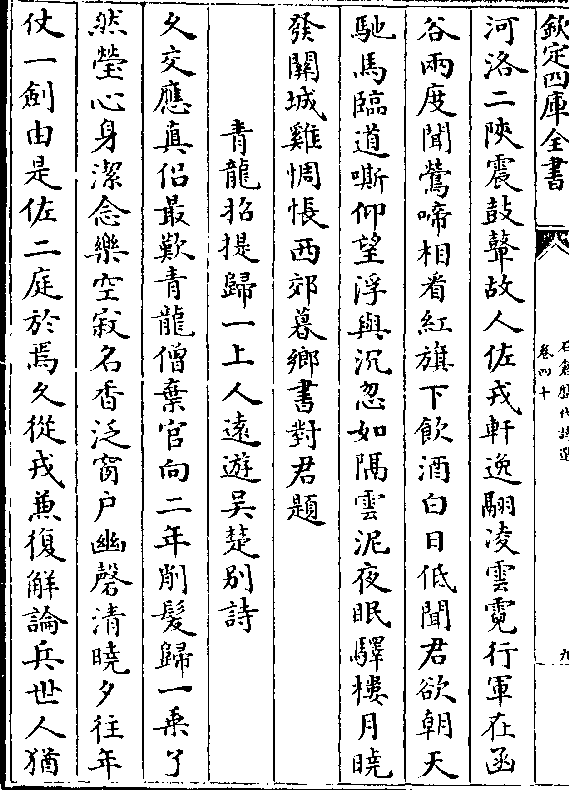 欽定四庫全書
石倉歴代詩選
卷四十
九
河洛二陜震鼓鼙故人佐戎軒逸翮凌雲霓行軍在函
谷兩度聞鶯啼相看紅旗下飲酒白日低聞君欲朝天
馳馬臨道嘶仰望浮與沉忽如隔雲泥夜眠驛樓月曉
發關城雞惆悵西郊暮鄉書對君題
青龍招提歸一上人遠遊吳楚别詩
久交應真侣最歎青龍僧棄官向二年削髮歸一乗了
然瑩心身潔念樂空寂名香泛窗户幽磬清曉夕往年
仗一劍由是佐二庭於焉久從戎兼復解論兵世人猶